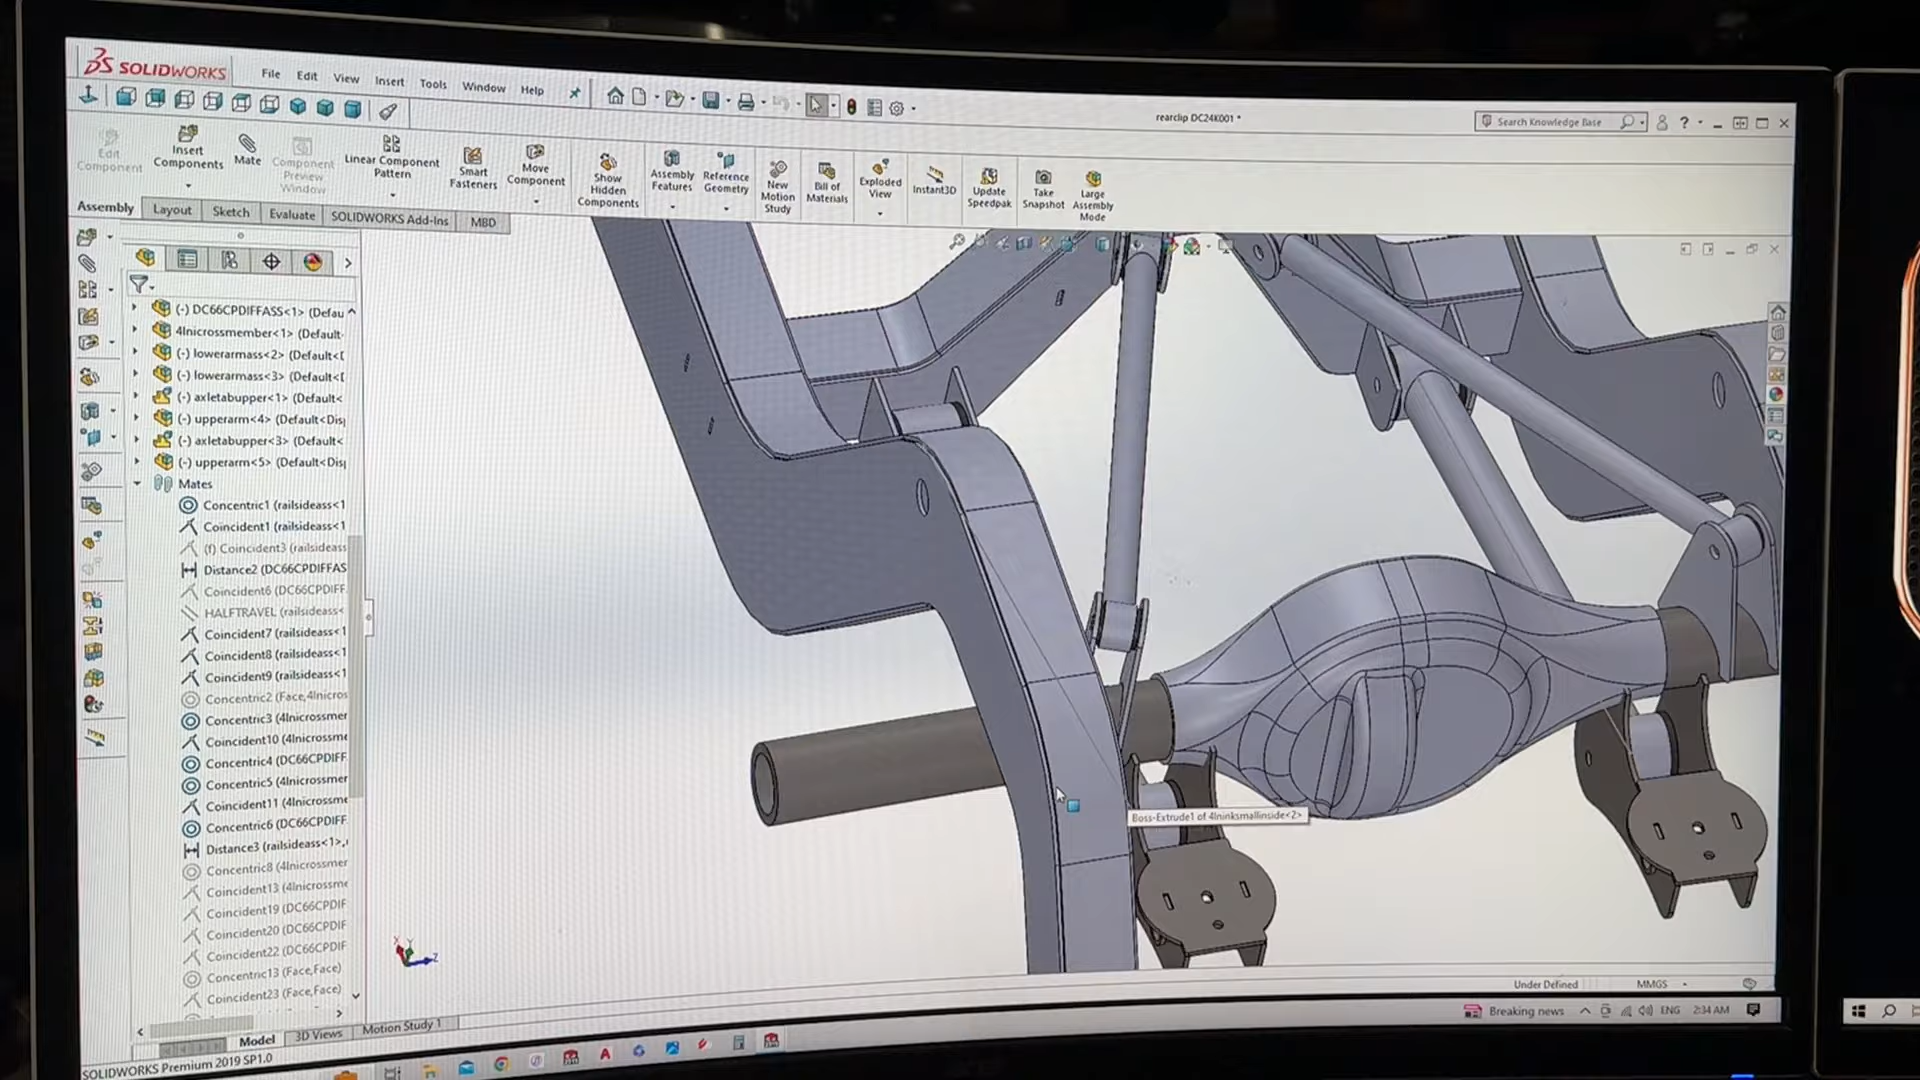 SOLIDWORKS File Edit View Insert Tools Window Help
rearclip DC24K001 *
Search Knowledge Base
Edit Component
Insert Components
Mate
Component Preview Window
Linear Component Pattern
Smart Fasteners
Move Component
Show Hidden Components
Assembly Features
Reference Geometry
New Motion Study
Bill of Materials
Exploded View
Instant3D
Update Speedpak
Take Snapshot
Large Assembly Mode
Assembly Layout Sketch Evaluate SOLIDWORKS Add-Ins MBD
(-) DC66CPDIFFASS<1> (Defau
4lnicrossmember<1> (Default-
(-) lowerarmass<2> (Default<[
(-) lowerarmass<3> (Default<[
(-) axletabupper<1> (Default<
(-) upperarm<4> (Default<Disp
(-) axletabupper<3> (Default<
(-) upperarm<5> (Default<Disp
Mates
Concentric1 (railsideass<1
Coincident1 (railsideass<1
(f) Coincident3 (railsideass
Distance2 (DC66CPDIFFAS
Coincident6 (DC66CPDIFF
HALFTRAVEL (railsideass<
Coincident7 (railsideass<1
Coincident8 (railsideass<1
Coincident9 (railsideass<1
Concentric2 (Face,4lnicros
Concentric3 (4lnicrossmer
Coincident10 (4lnicrossme
Concentric4 (DC66CPDIFF
Concentric5 (4lnicrossmer
Coincident11 (4lnicrossme
Concentric6 (DC66CPDIFF
Distance3 (railsideass<1>,
Concentric8 (4lnicrossmer
Coincident13 (4lnicrossme
Coincident19 (DC66CPDIF
Coincident20 (DC66CPDIF
Coincident22 (DC66CPDIF
Concentric13 (Face,Face)
Coincident23 (Face,Face)
Boss-Extrude1 of 4lninksmallinside<2>
Model 3D Views Motion Study 1
Under Defined MMGS
SOLIDWORKS Premium 2019 SP1.0
Breaking news ENG 2:34 AM